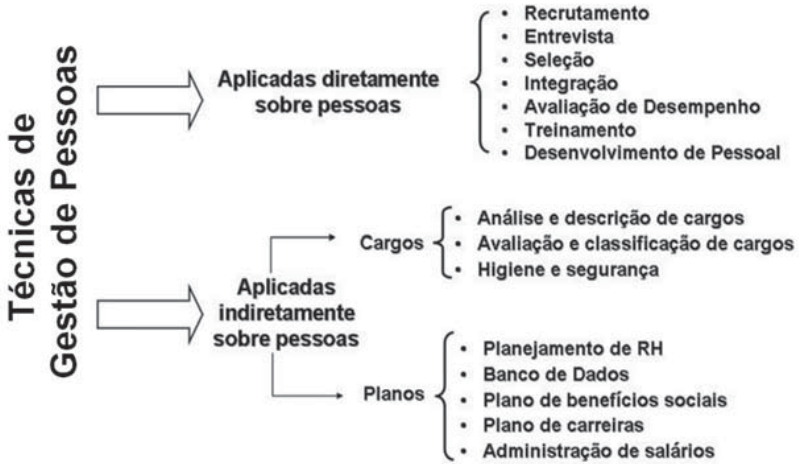 Técnicas de
Gestão de Pessoas
Aplicadas diretamente
sobre pessoas
• Recrutamento
• Entrevista
• Seleção
• Integração
• Avaliação de Desempenho
• Treinamento
• Desenvolvimento de Pessoal
Aplicadas
indiretamente
sobre pessoas
Cargos
• Análise e descrição de cargos
• Avaliação e classificação de cargos
• Higiene e segurança
Planos
• Planejamento de RH
• Banco de Dados
• Plano de benefícios sociais
• Plano de carreiras
• Administração de salários